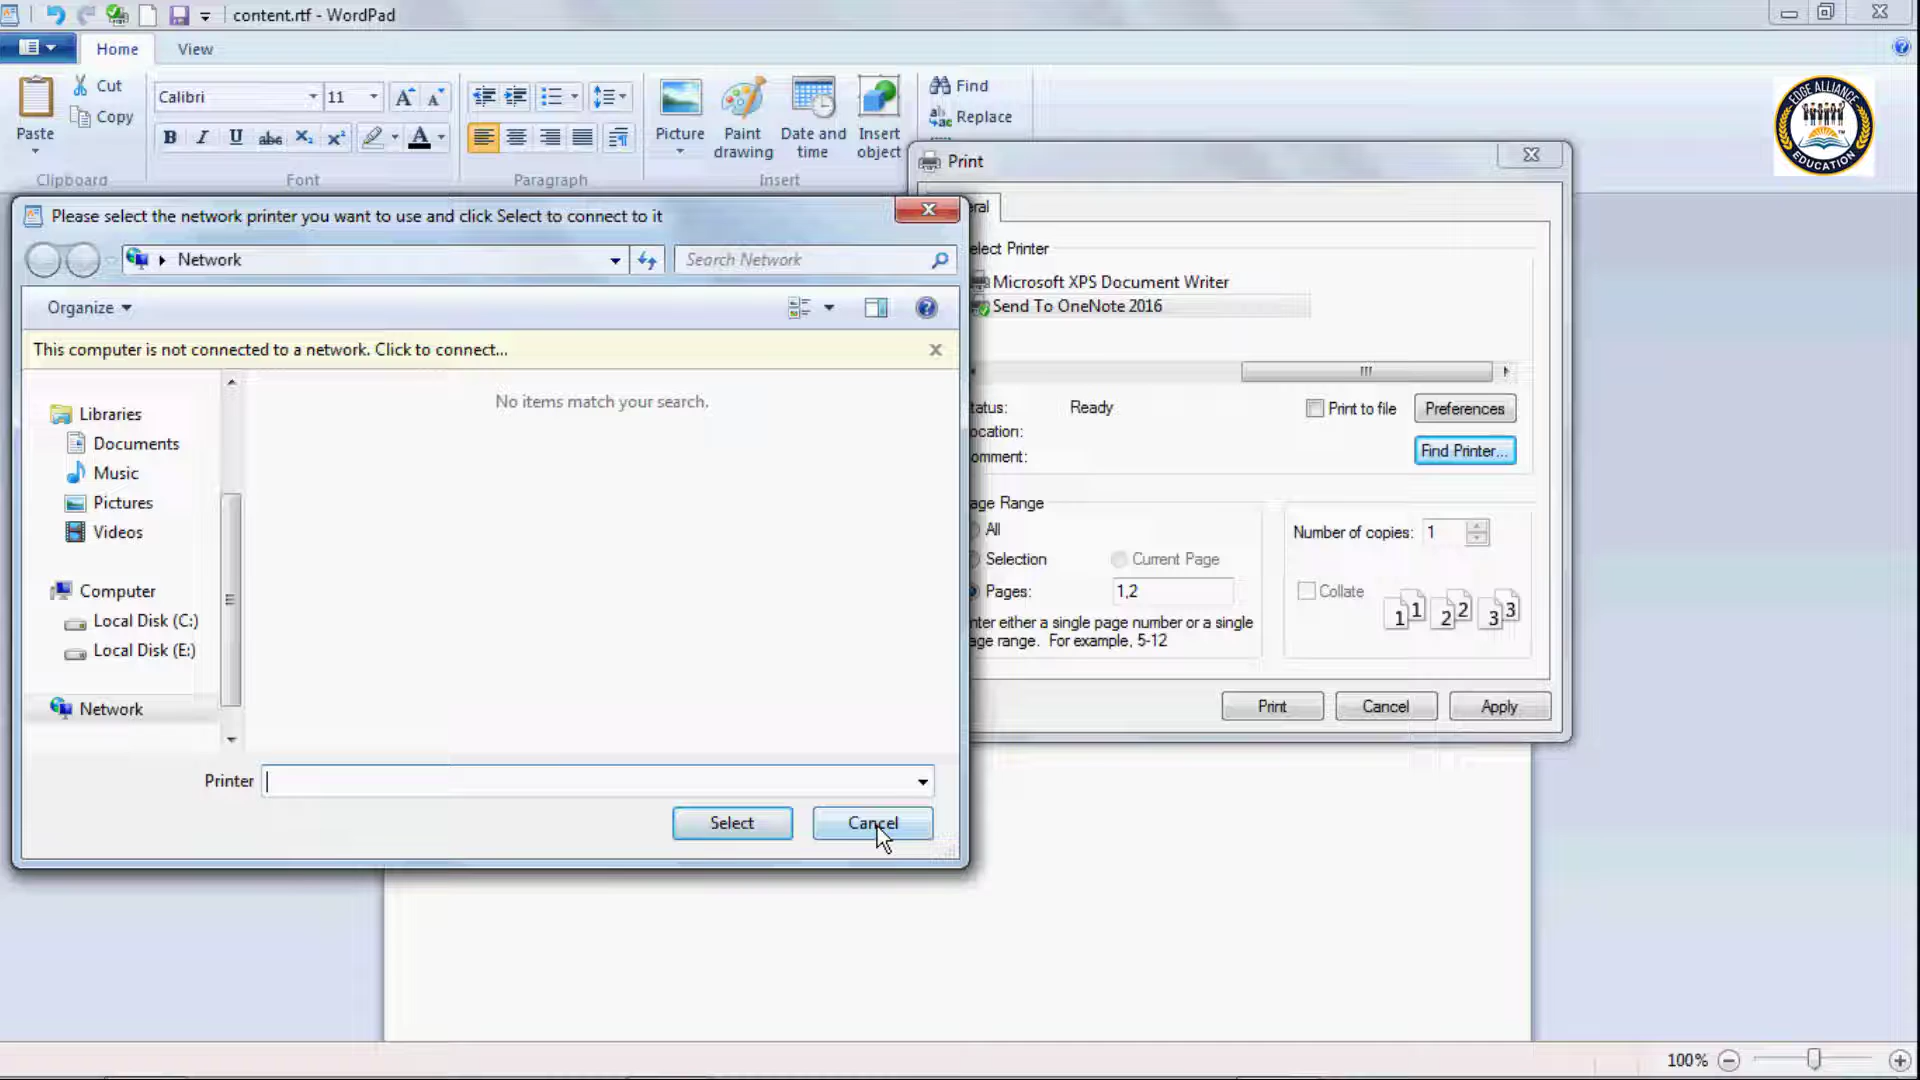 content.rtf - WordPad
Home
View
Paste
Cut
Copy
Clipboard
Calibri
11
Font
Paragraph
Picture
Paint drawing
Date and time
Insert object
Insert
Find
Replace
EDGE ALLIANCE
EDUCATION
Please select the network printer you want to use and click Select to connect to it
Network
Search Network
Organize
This computer is not connected to a network. Click to connect...
No items match your search.
Libraries
Documents
Music
Pictures
Videos
Computer
Local Disk (C:)
Local Disk (E:)
Network
Printer
Select
Cancel
Print
eral
elect Printer
Microsoft XPS Document Writer
Send To OneNote 2016
tatus: Ready
ocation:
omment:
Print to file
Preferences
Find Printer...
age Range
All
Selection
Current Page
Pages: 1,2
nter either a single page number or a single
age range. For example, 5-12
Number of copies: 1
Collate
1 1 2 2 3 3
Print
Cancel
Apply
100%